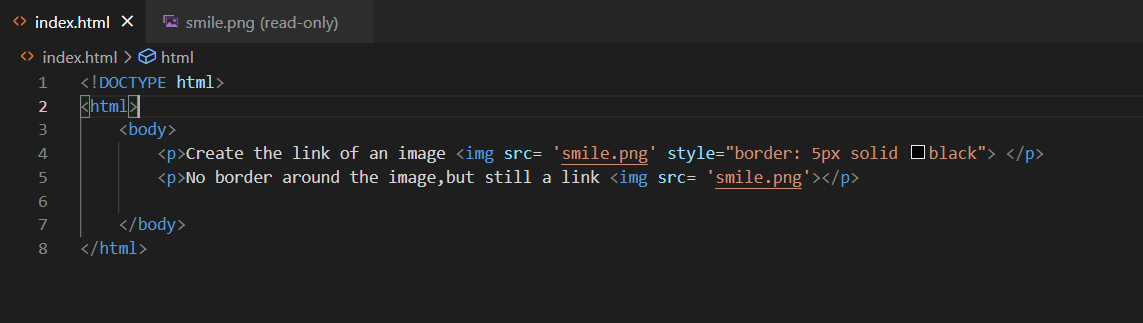 index.html × smile.png (read-only)
index.html > html
1 <!DOCTYPE html>
2 <html>
3 <body>
4 <p>Create the link of an image <img src= 'smile.png' style="border: 5px solid black"> </p>
5 <p>No border around the image,but still a link <img src= 'smile.png'></p>
6
7 </body>
8 </html>